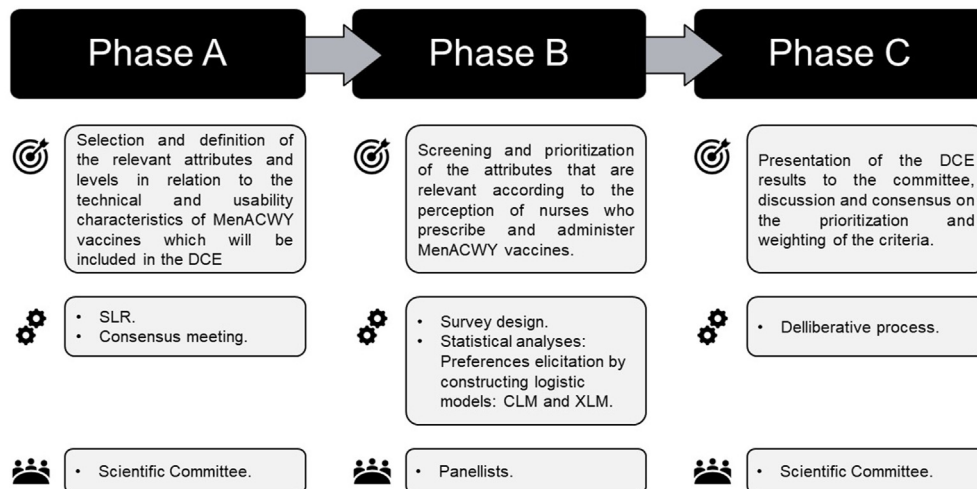 Phase A
Phase B
Phase C
Selection and definition of
the relevant attributes and
levels in relation to the
technical and usability
characteristics of MenACWY
vaccines which will be
included in the DCE
Screening and prioritization
of the attributes that are
relevant according to the
perception of nurses who
prescribe and administer
MenACWY vaccines.
Presentation of the DCE
results to the committee,
discussion and consensus on
the prioritization and
weighting of the criteria.
• SLR.
• Consensus meeting.
• Survey design.
• Statistical analyses:
Preferences elicitation by
constructing logistic
models: CLM and XLM.
• Delliberative process.
• Scientific Committee.
• Panellists.
• Scientific Committee.